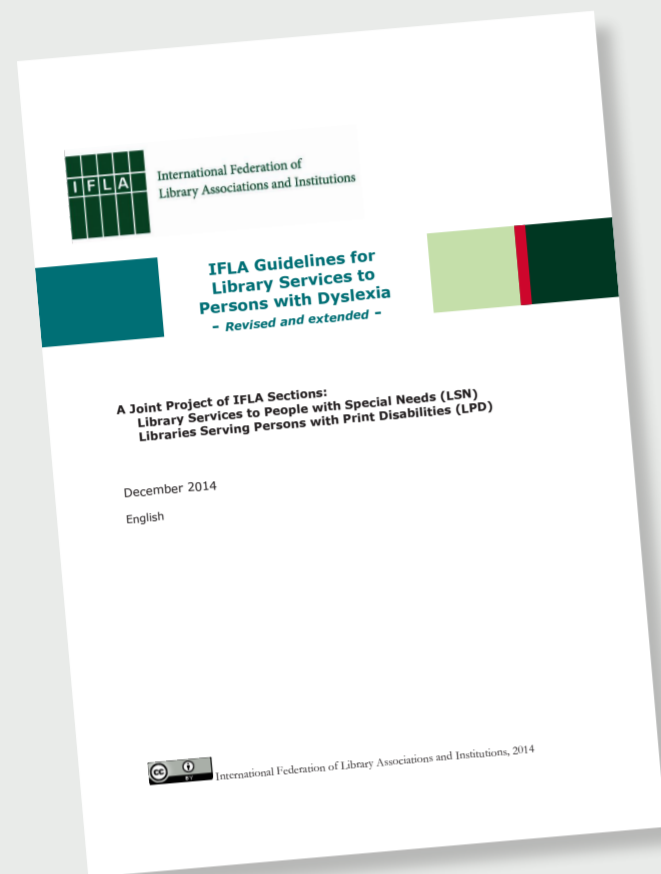 IFLA
International Federation of
Library Associations and Institutions
IFLA Guidelines for
Library Services to
Persons with Dyslexia
– Revised and extended –
A Joint Project of IFLA Sections:
Library Services to People with Special Needs (LSN)
Libraries Serving Persons with Print Disabilities (LPD)
December 2014
English
cc
BY
International Federation of Library Associations and Institutions, 2014